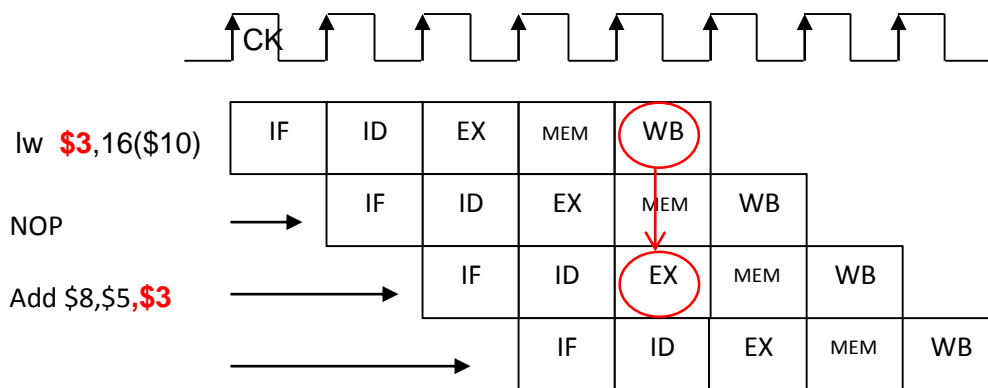 CK
lw $3,16($10) IF ID EX MEM WB
NOP IF ID EX MEM WB
Add $8,$5,$3 IF ID EX MEM WB
IF ID EX MEM WB